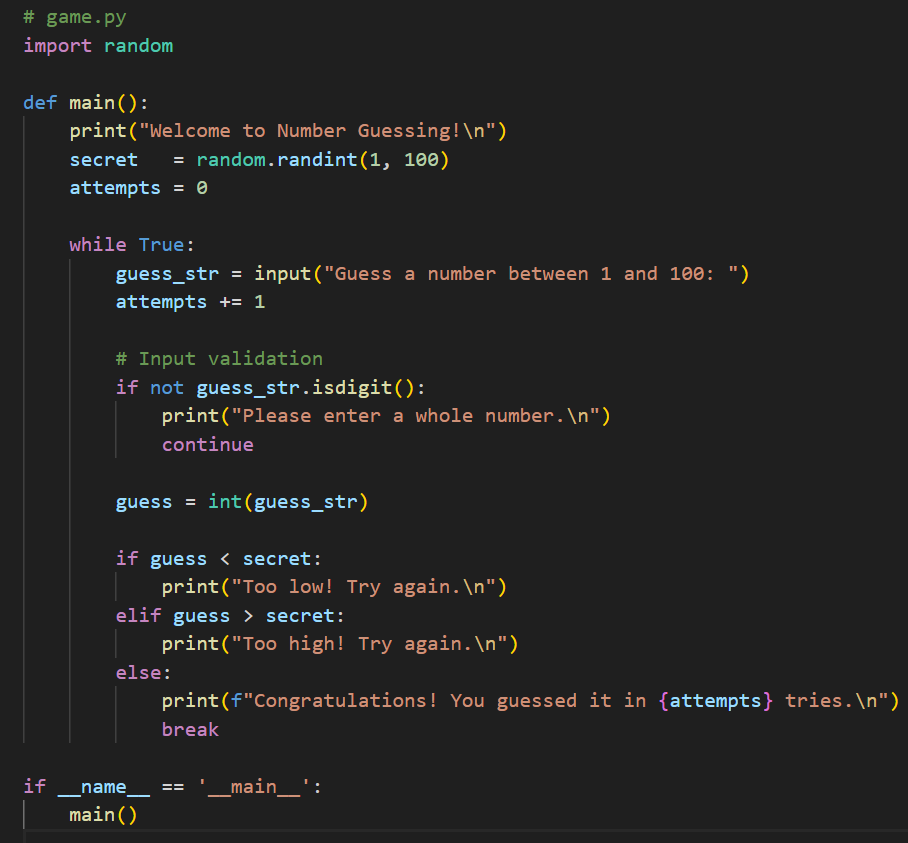 # game.py
import random

def main():
    print("Welcome to Number Guessing!\n")
    secret   = random.randint(1, 100)
    attempts = 0

    while True:
        guess_str = input("Guess a number between 1 and 100: ")
        attempts += 1

        # Input validation
        if not guess_str.isdigit():
            print("Please enter a whole number.\n")
            continue

        guess = int(guess_str)

        if guess < secret:
            print("Too low! Try again.\n")
        elif guess > secret:
            print("Too high! Try again.\n")
        else:
            print(f"Congratulations! You guessed it in {attempts} tries.\n")
            break

if __name__ == '__main__':
    main()